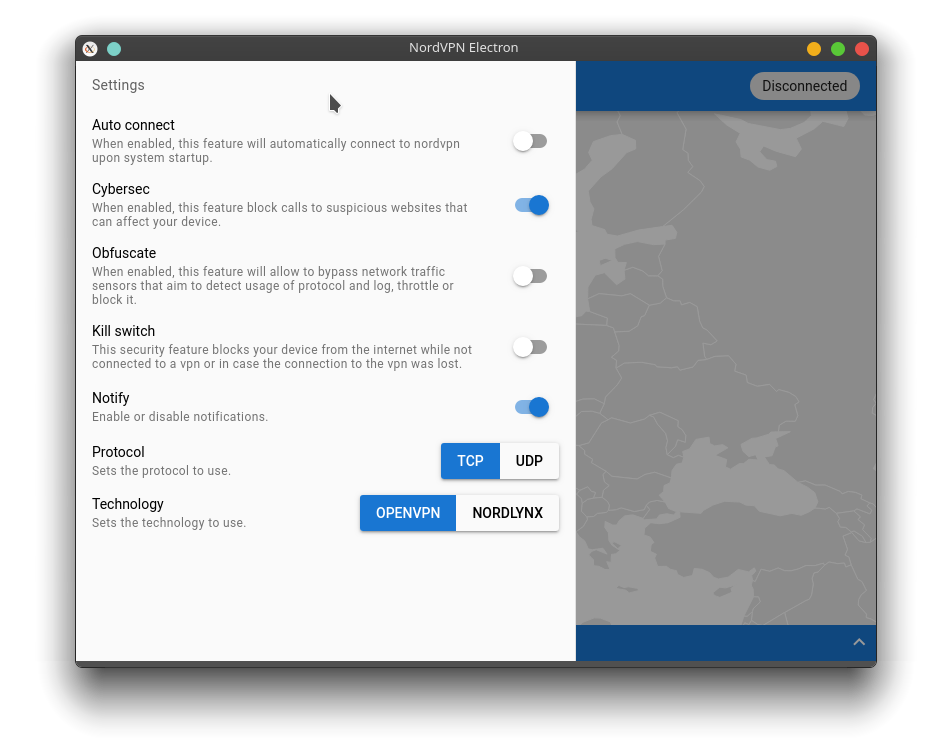 NordVPN Electron
Settings
Disconnected
Auto connect
When enabled, this feature will automatically connect to nordvpn
upon system startup.
Cybersec
When enabled, this feature block calls to suspicious websites that
can affect your device.
Obfuscate
When enabled, this feature will allow to bypass network traffic
sensors that aim to detect usage of protocol and log, throttle or
block it.
Kill switch
This security feature blocks your device from the internet while not
connected to a vpn or in case the connection to the vpn was lost.
Notify
Enable or disable notifications.
Protocol
Sets the protocol to use.
TCP UDP
Technology
Sets the technology to use.
OPENVPN NORDLYNX